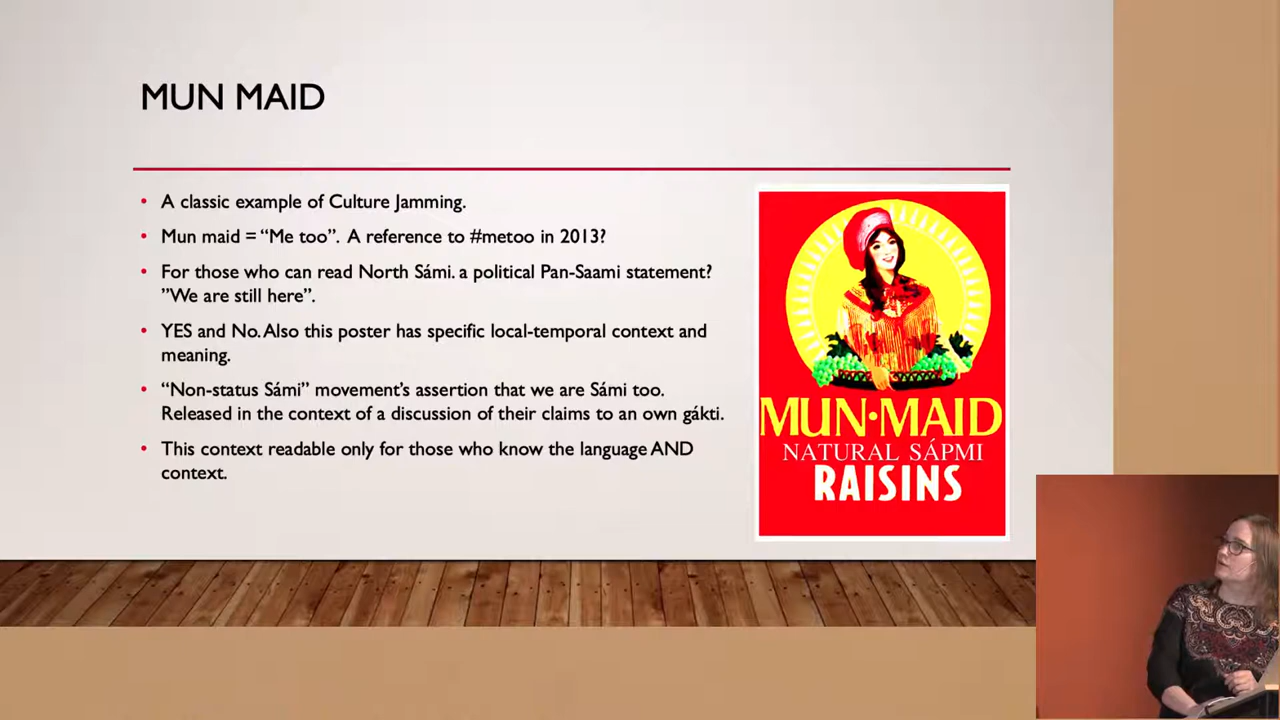 MUN MAID
• A classic example of Culture Jamming.
• Mun maid = “Me too”. A reference to #metoo in 2013?
• For those who can read North Sámi. a political Pan-Saami statement?
”We are still here”.
• YES and No. Also this poster has specific local-temporal context and
meaning.
• “Non-status Sámi” movement’s assertion that we are Sámi too.
Released in the context of a discussion of their claims to an own gákti.
• This context readable only for those who know the language AND
context.
MUN·MAID
NATURAL SÁPMI
RAISINS